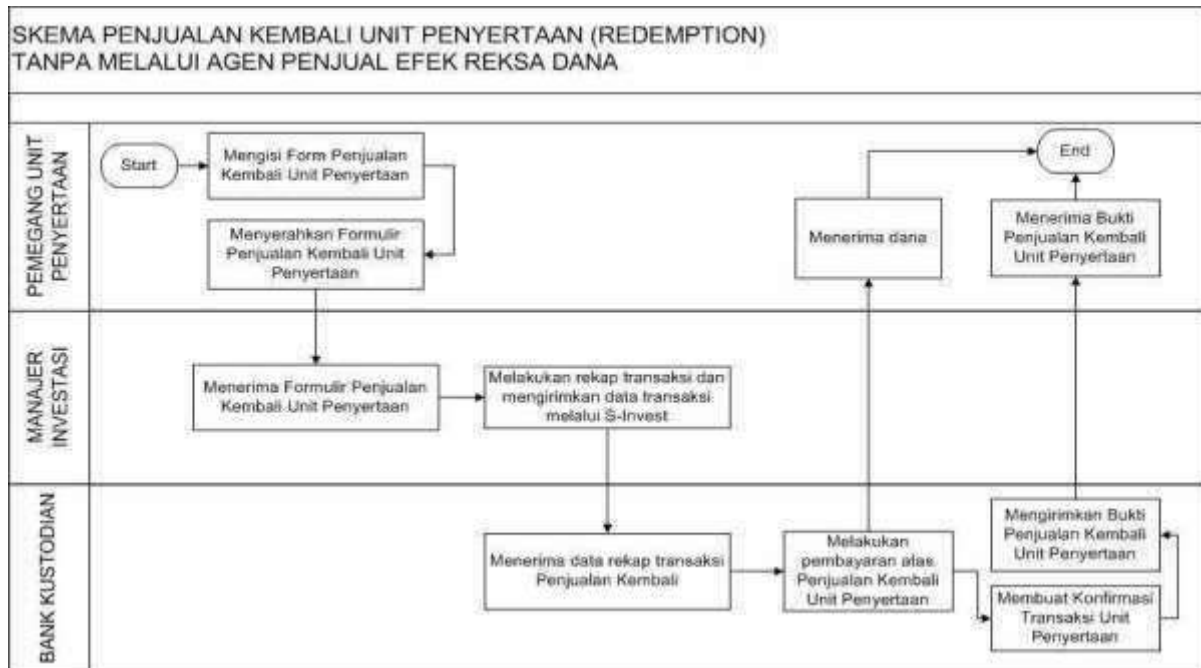 SKEMA PENJUALAN KEMBALI UNIT PENYERTAAN (REDEMPTION)
TANPA MELALUI AGEN PENJUAL EFEK REKSA DANA
PEMEGANG UNIT
PENYERTAAN
Start
Mengisi Form Penjualan
Kembali Unit Penyertaan
Menyerahkan Formulir
Penjualan Kembali Unit
Penyertaan
Menerima dana
End
Menerima Bukti
Penjualan Kembali
Unit Penyertaan
MANAJER
INVESTASI
Menerima Formulir Penjualan
Kembali Unit Penyertaan
Melakukan rekap transaksi dan
mengirimkan data transaksi
melalui S-Invest
BANK KUSTODIAN
Menerima data rekap transaksi
Penjualan Kembali
Melakukan
pembayaran atas
Penjualan Kembali
Unit Penyertaan
Mengirimkan Bukti
Penjualan Kembali
Unit Penyertaan
Membuat Konfirmasi
Transaksi Unit
Penyertaan